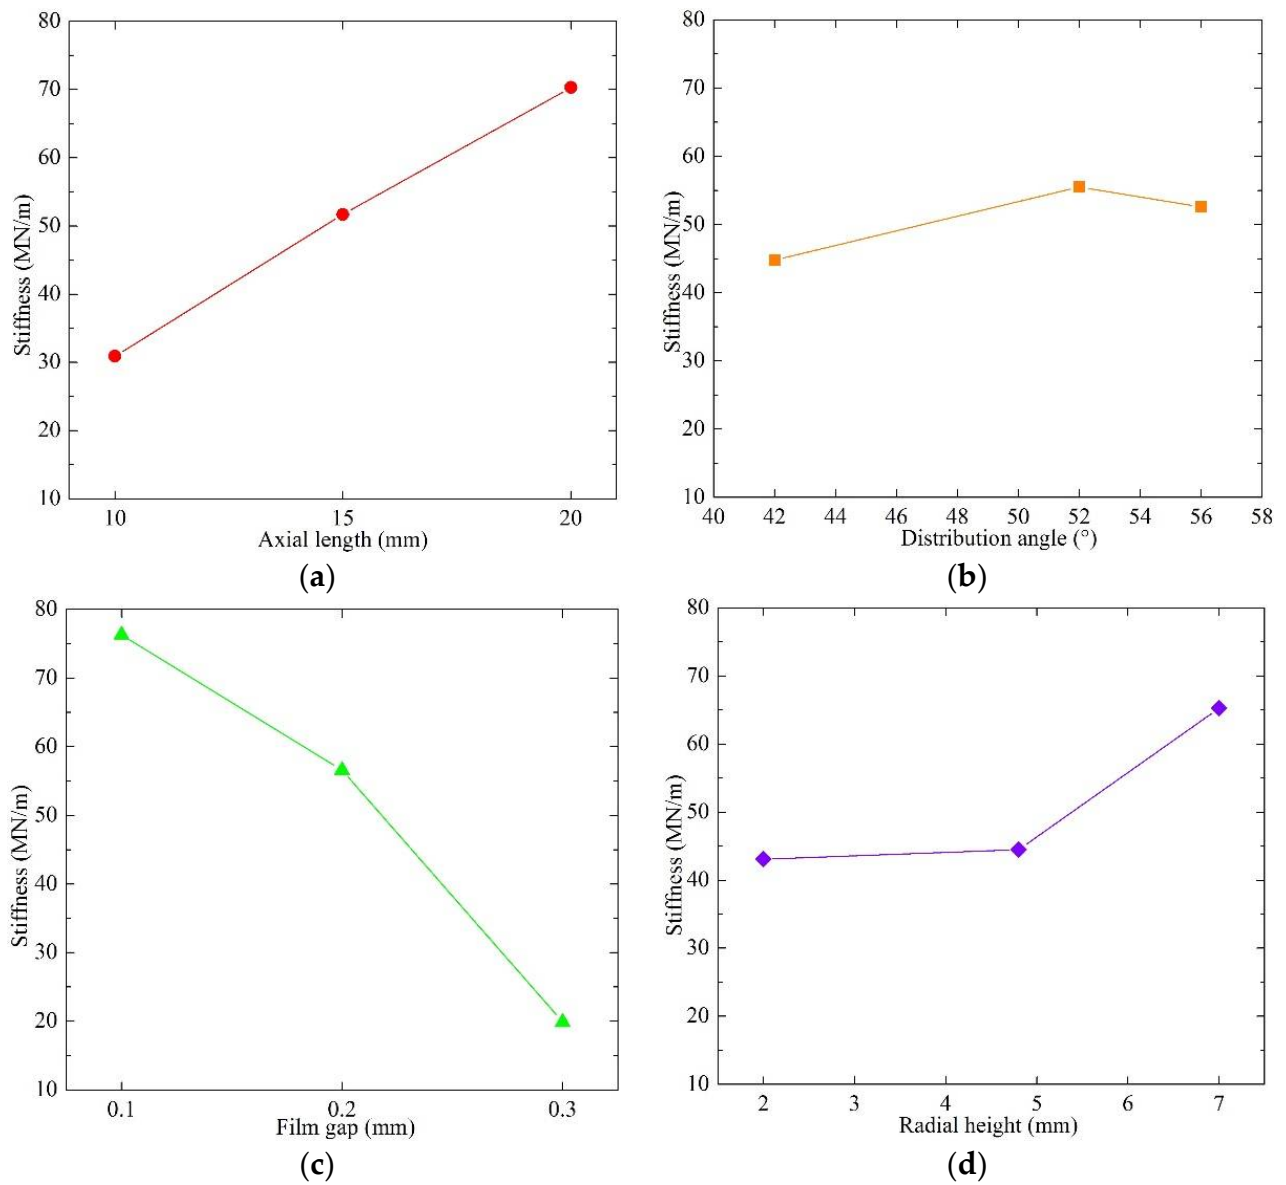 80
70
60
50
40
30
20
10
Stiffness (MN/m)
10 15 20
Axial length (mm)
(a)
80
70
60
50
40
30
20
10
Stiffness (MN/m)
40 42 44 46 48 50 52 54 56 58
Distribution angle (°)
(b)
80
70
60
50
40
30
20
10
Stiffness (MN/m)
0.1 0.2 0.3
Film gap (mm)
(c)
80
70
60
50
40
30
20
10
Stiffness (MN/m)
2 3 4 5 6 7
Radial height (mm)
(d)